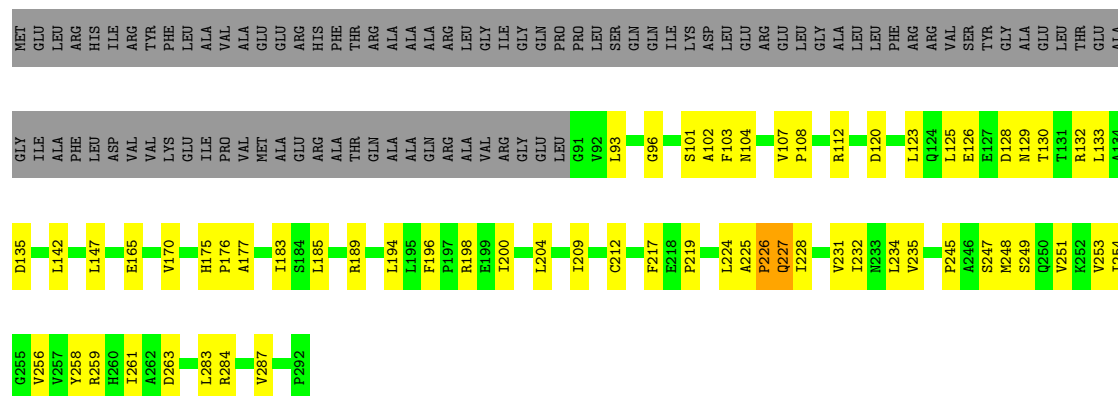 MET GLU LEU ARG HIS ILE ARG TYR PHE LEU ALA VAL ALA GLU GLU ARG HIS PHE THR ARG ALA ALA ALA ARG LEU GLY ILE GLY GLN PRO PRO LEU SER GLN GLN ILE LYS ASP LEU GLU ARG GLU LEU GLY ALA LEU LEU PHE ARG ARG VAL SER TYR GLY ALA GLU LEU THR GLU ALA
GLY ILE ALA PHE LEU ASP VAL VAL LYS GLU ILE PRO VAL MET ALA GLU ARG ALA THR GLN ALA ALA GLN ARG ALA VAL ARG GLY GLU LEU G91 V92 L93 G96 S101 A102 F103 N104 V107 P108 R112 D120 L123 Q124 L125 E126 E127 D128 N129 T130 T131 R132 L133 A134
D135 L142 L147 E165 V170 H175 P176 A177 I183 S184 L185 R189 L194 L195 F196 P197 R198 E199 I200 L204 I209 C212 F217 E218 P219 L224 A225 P226 Q227 I228 V231 I232 N233 L234 V235 P245 A246 S247 M248 S249 Q250 V251 K252 V253 I254
G255 V256 V257 Y258 R259 H260 I261 A262 D263 L283 R284 V287 P292